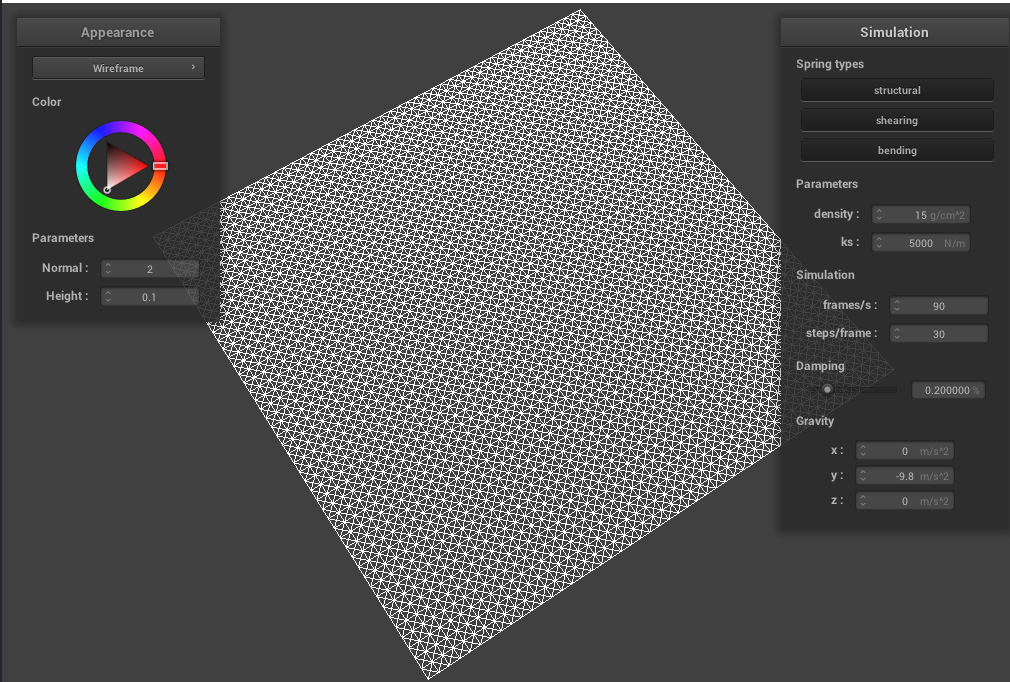 Appearance
Wireframe ›
Color
Parameters
Normal : 2
Height : 0.1
Simulation
Spring types
structural
shearing
bending
Parameters
density : 15 g/cm^2
ks : 5000 N/m
Simulation
frames/s : 90
steps/frame : 30
Damping
0.200000 %
Gravity
x : 0 m/s^2
y : -9.8 m/s^2
z : 0 m/s^2